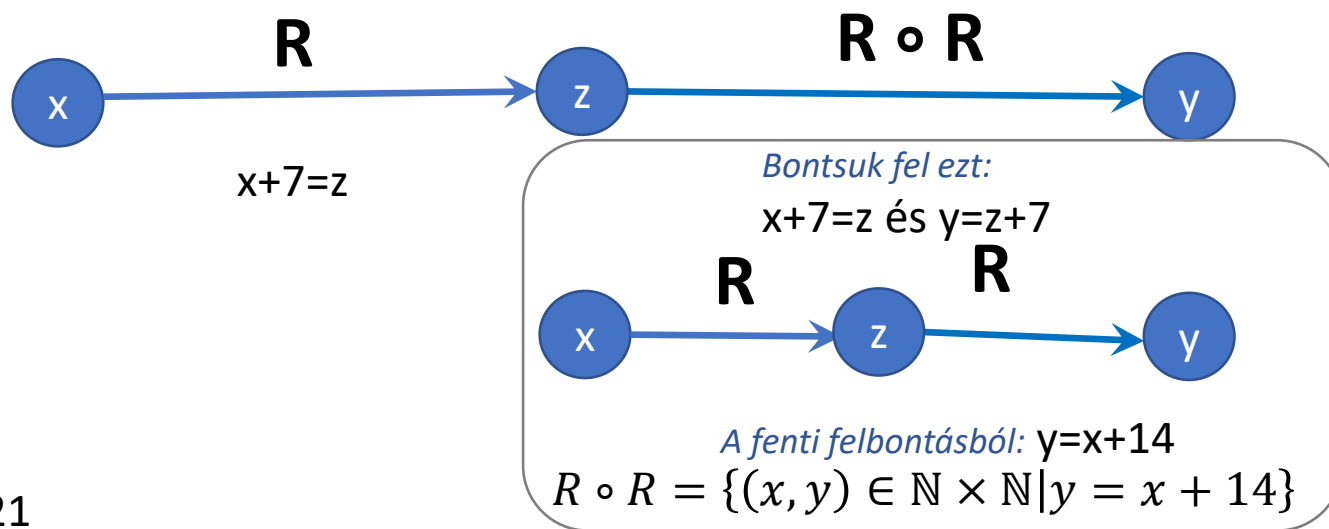 R R ∘ R
x z y
x+7=z
Bontsuk fel ezt:
x+7=z és y=z+7
R R
x z y
A fenti felbontásból: y=x+14
R ∘ R = {(x, y) ∈ ℕ × ℕ|y = x + 14}
21